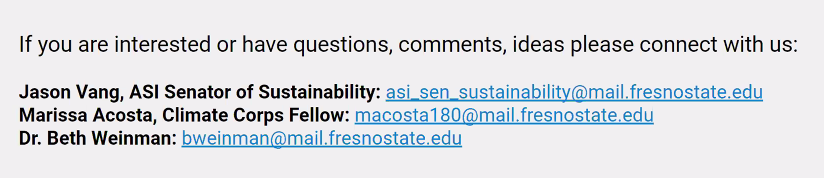 If you are interested or have questions, comments, ideas please connect with us:
Jason Vang, ASI Senator of Sustainability: asi_sen_sustainability@mail.fresnostate.edu
Marissa Acosta, Climate Corps Fellow: macosta180@mail.fresnostate.edu
Dr. Beth Weinman: bweinman@mail.fresnostate.edu